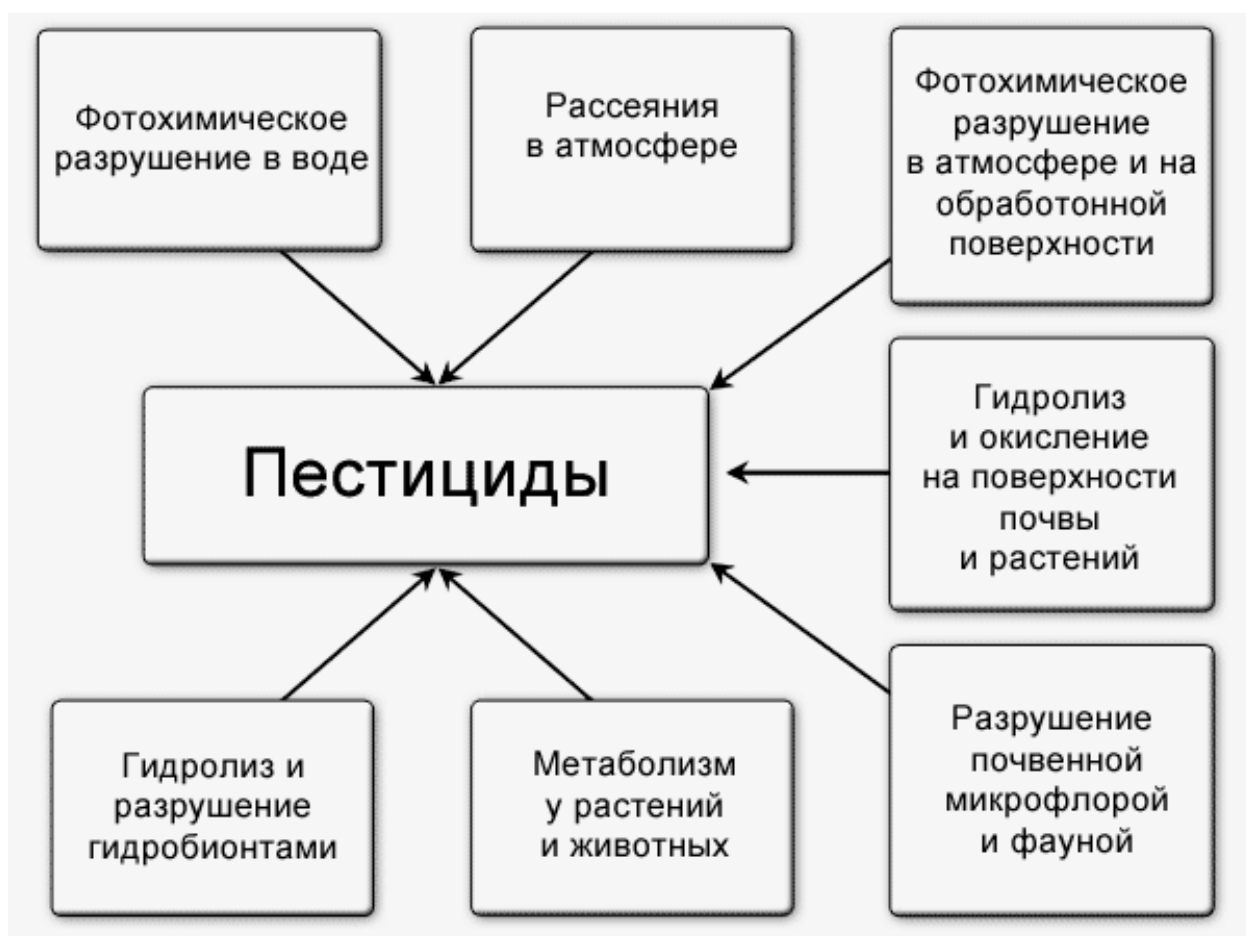 Фотохимическое
разрушение в воде
Рассеяния
в атмосфере
Фотохимическое
разрушение
в атмосфере и на
обработонной
поверхности
Пестициды
Гидролиз
и окисление
на поверхности
почвы
и растений
Гидролиз и
разрушение
гидробионтами
Метаболизм
у растений
и животных
Разрушение
почвенной
микрофлорой
и фауной